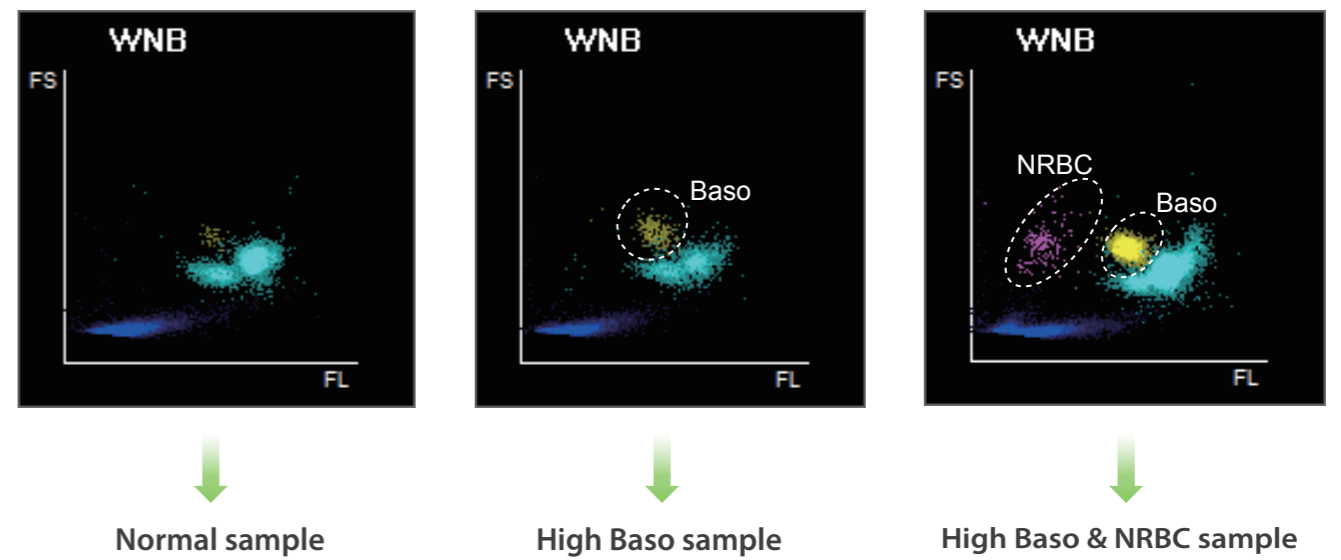 WNB
FS
FL
Normal sample
WNB
FS
Baso
FL
High Baso sample
WNB
FS
NRBC
Baso
FL
High Baso & NRBC sample